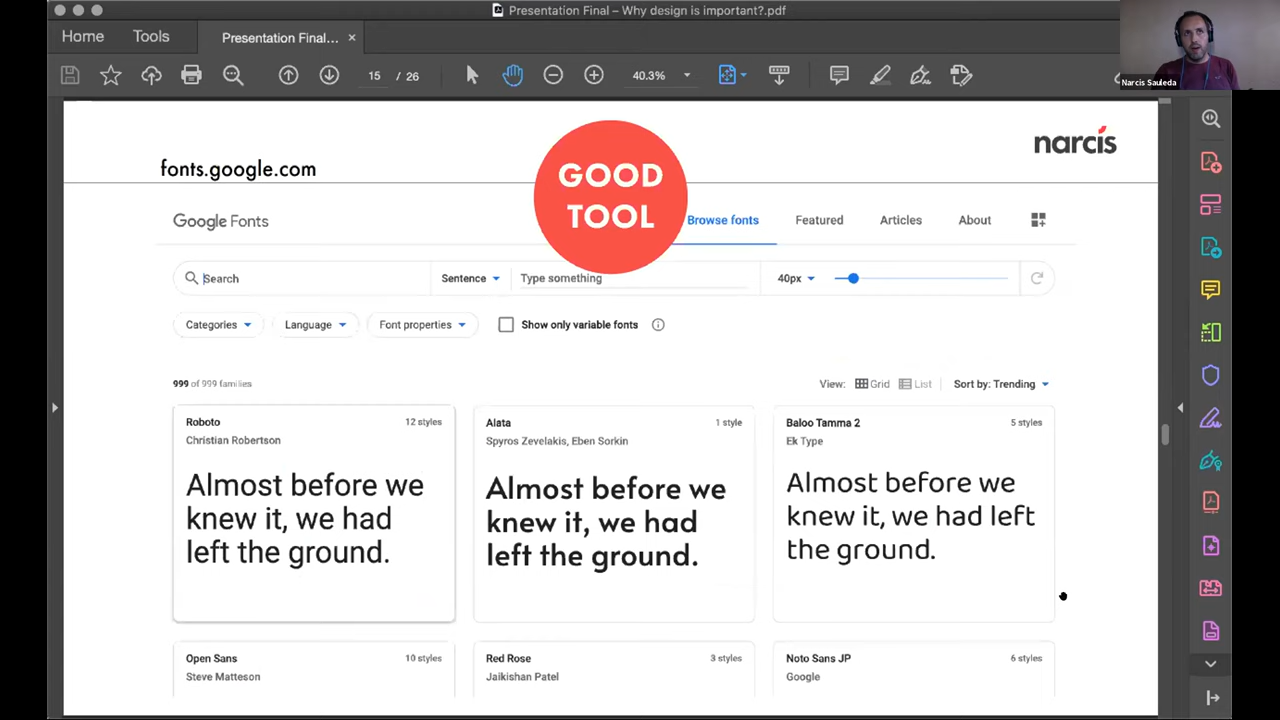 Presentation Final – Why design is important?.pdf
Home
Tools
Presentation Final...
15 / 26
40.3%
Narcis Sauleda
fonts.google.com
GOOD
TOOL
narcis
Google Fonts
Browse fonts
Featured
Articles
About
Search
Sentence
Type something
40px
Categories
Language
Font properties
Show only variable fonts
999 of 999 families
View:
Grid
List
Sort by: Trending
Roboto
12 styles
Christian Robertson
Almost before we
knew it, we had
left the ground.
Alata
1 style
Spyros Zevelakis, Eben Sorkin
Almost before we
knew it, we had
left the ground.
Baloo Tamma 2
5 styles
Ek Type
Almost before we
knew it, we had left
the ground.
Open Sans
10 styles
Steve Matteson
Red Rose
3 styles
Jaikishan Patel
Noto Sans JP
6 styles
Google